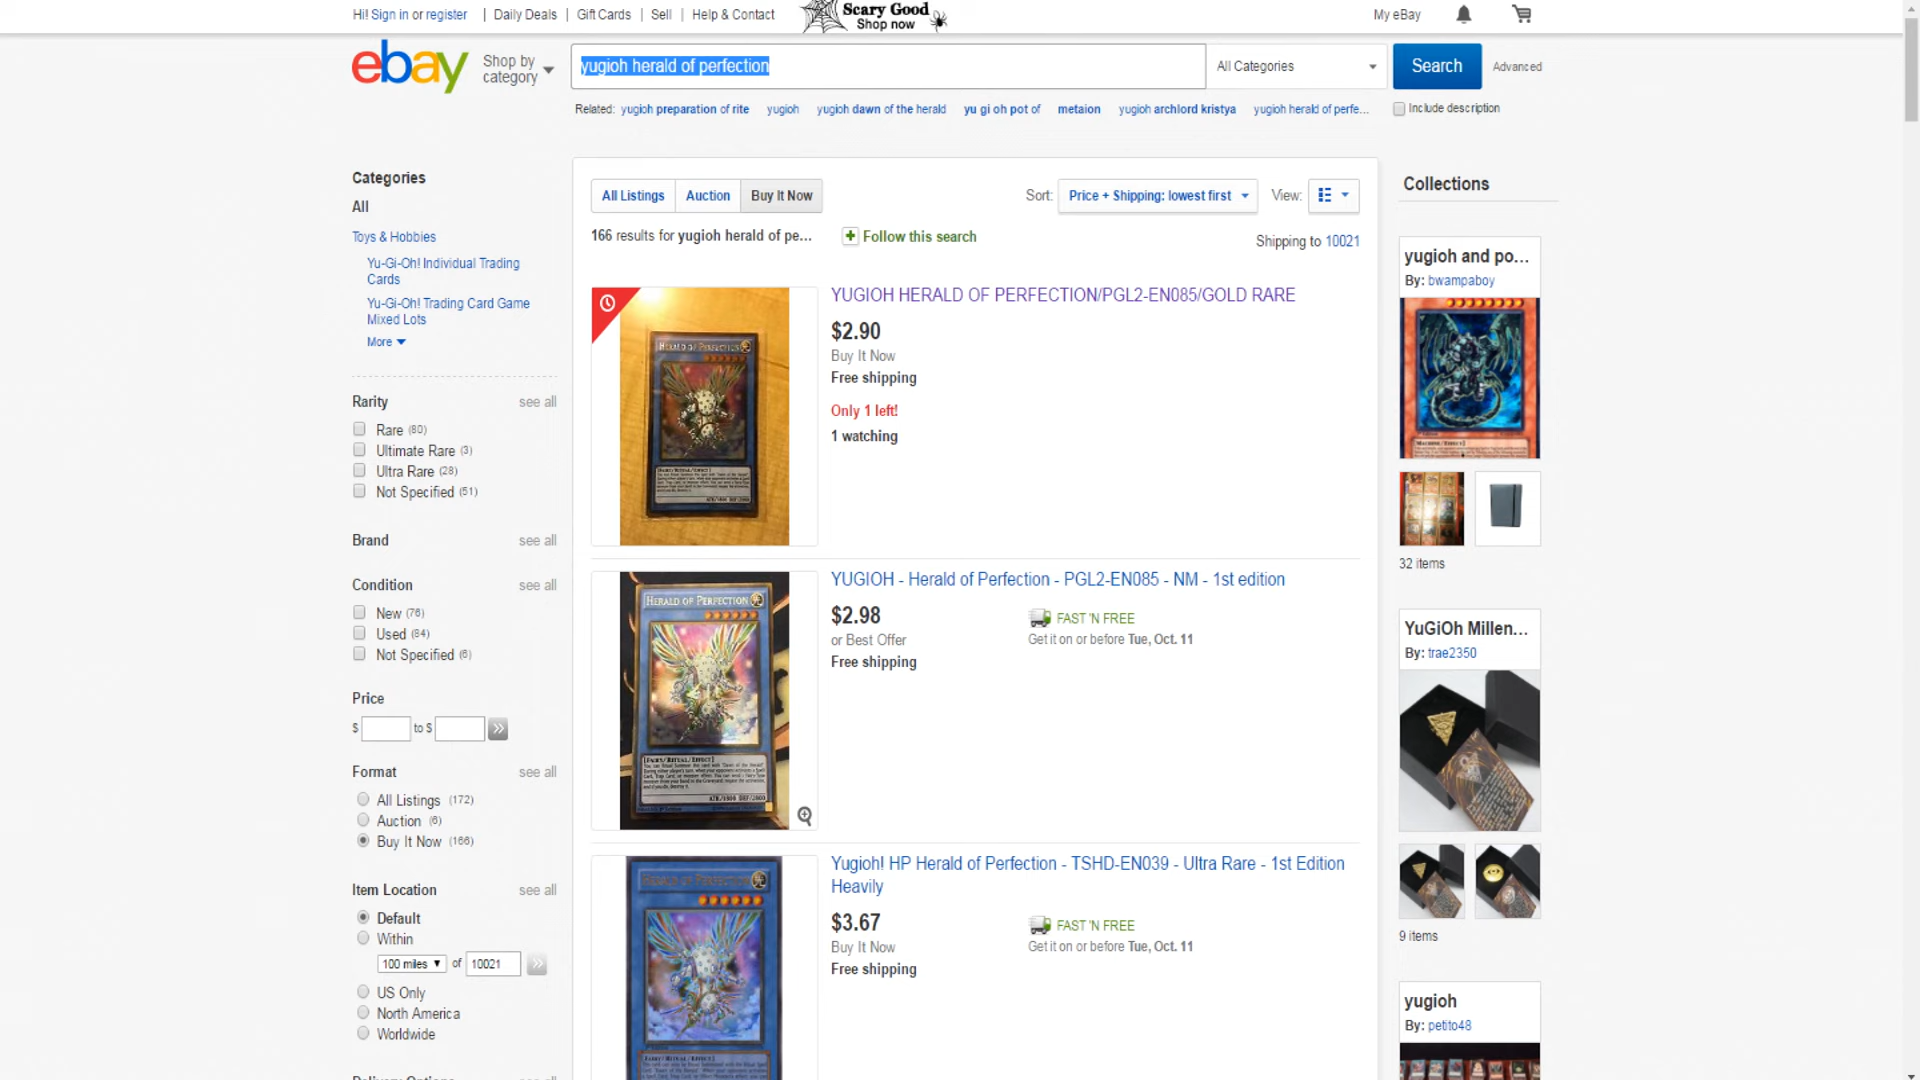 Hi! Sign in or register | Daily Deals | Gift Cards | Sell | Help & Contact
Scary Good
Shop now
My eBay
ebay
Shop by
category
yugioh herald of perfection
All Categories
Search
Advanced
Related: yugioh preparation of rite yugioh yugioh dawn of the herald yu gi oh pot of metaion yugioh archlord kristya yugioh herald of perfe...
Include description
Categories
All
Toys & Hobbies
Yu-Gi-Oh! Individual Trading
Cards
Yu-Gi-Oh! Trading Card Game
Mixed Lots
More
Rarity see all
Rare (80)
Ultimate Rare (3)
Ultra Rare (28)
Not Specified (51)
Brand see all
Condition see all
New (76)
Used (84)
Not Specified (6)
Price
$ to $
Format see all
All Listings (172)
Auction (6)
Buy It Now (166)
Item Location see all
Default
Within
100 miles of 10021
US Only
North America
Worldwide
All Listings Auction Buy It Now
Sort: Price + Shipping: lowest first View:
166 results for yugioh herald of pe...
Follow this search
Shipping to 10021
YUGIOH HERALD OF PERFECTION/PGL2-EN085/GOLD RARE
$2.90
Buy It Now
Free shipping
Only 1 left!
1 watching
HERALD OF PERFECTION
YUGIOH - Herald of Perfection - PGL2-EN085 - NM - 1st edition
$2.98
or Best Offer
Free shipping
FAST 'N FREE
Get it on or before Tue, Oct. 11
HERALD OF PERFECTION
[FAIRY/RITUAL/EFFECT]
Yugioh! HP Herald of Perfection - TSHD-EN039 - Ultra Rare - 1st Edition
Heavily
$3.67
Buy It Now
Free shipping
FAST 'N FREE
Get it on or before Tue, Oct. 11
HERALD OF PERFECTION
Collections
yugioh and po...
By: bwampaboy
32 items
YuGiOh Millen...
By: trae2350
9 items
yugioh
By: petito48